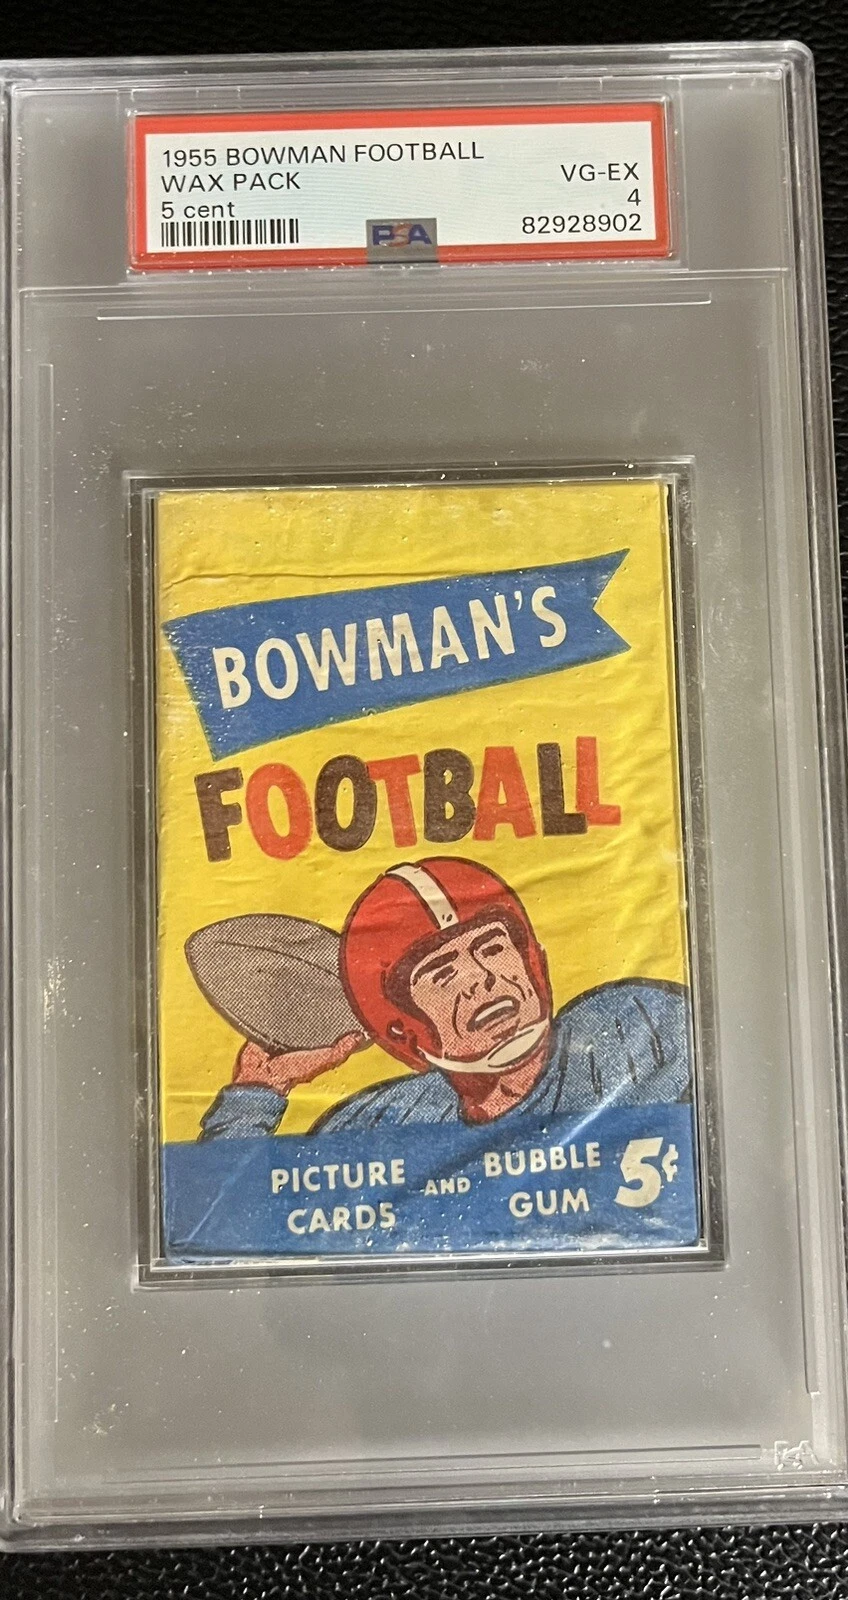 1955 BOWMAN FOOTBALL
WAX PACK VG-EX
5 cent 4
PSA 82928902
BOWMAN'S
FOOTBALL
PICTURE CARDS AND BUBBLE GUM 5¢
PSA